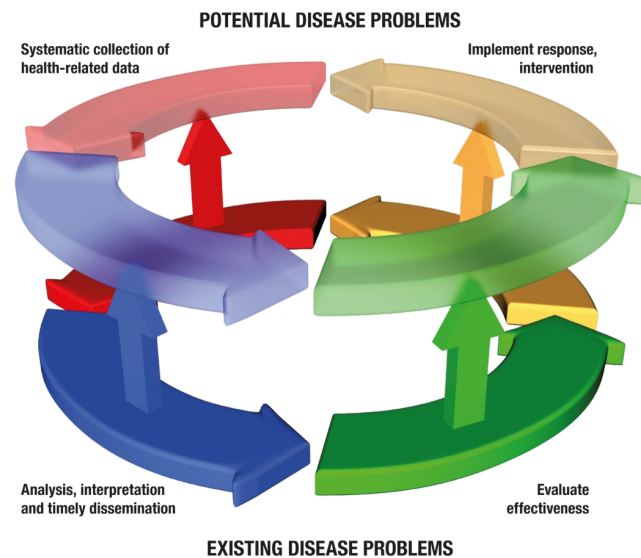 POTENTIAL DISEASE PROBLEMS
Systematic collection of
health-related data
Implement response,
intervention
Analysis, interpretation
and timely dissemination
Evaluate
effectiveness
EXISTING DISEASE PROBLEMS